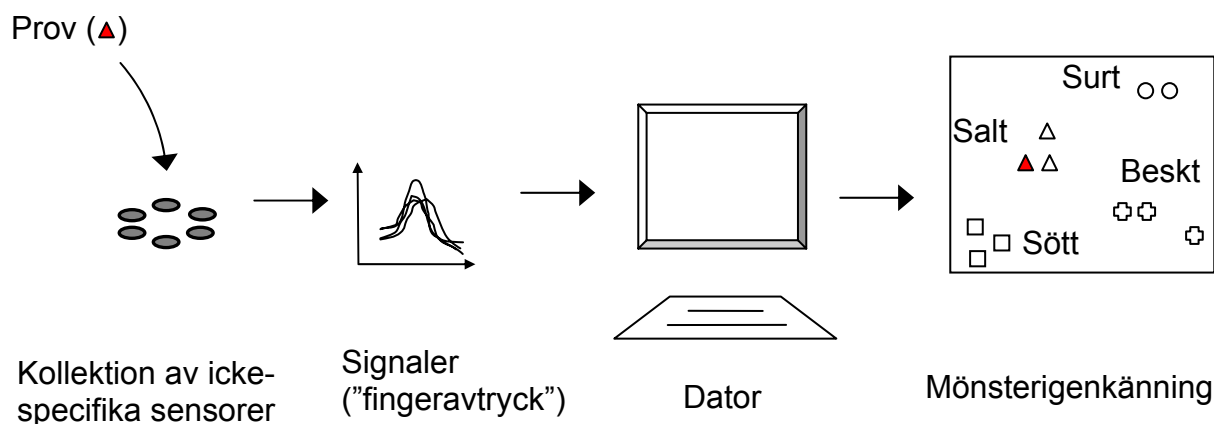 Prov (▲)
Surt
Salt
Beskt
Sött
Kollektion av icke-
specifika sensorer
Signaler
(”fingeravtryck”)
Dator
Mönsterigenkänning